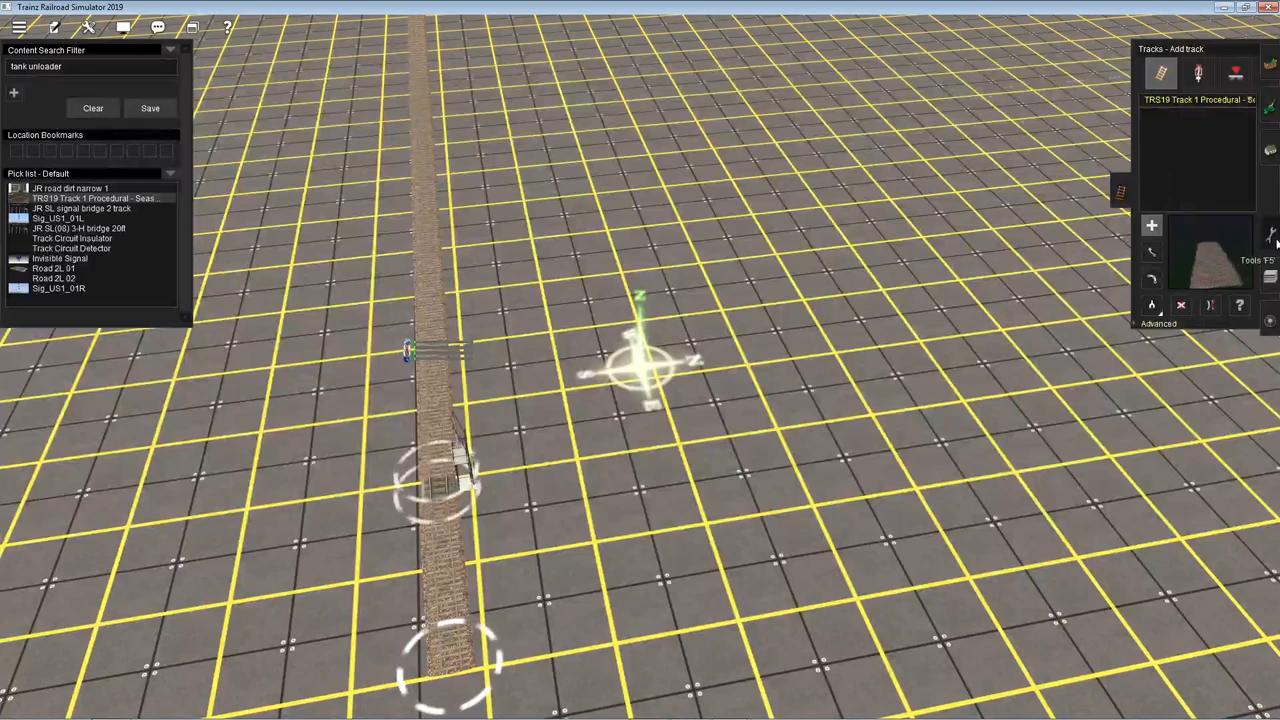 Trainz Railroad Simulator 2019
Content Search Filter
tank unloader
Clear
Save
Location Bookmarks
Pick list - Default
JR road dirt narrow 1
TRS19 Track 1 Procedural - Seas...
JR SL signal bridge 2 track
Sig_US1_01L
JR SL(08) 3-H bridge 20ft
Track Circuit Insulator
Track Circuit Detector
Invisible Signal
Road 2L 01
Road 2L 02
Sig_US1_01R
Tracks - Add track
TRS19 Track 1 Procedural - Se
Tools 'F5'
Advanced
N
N
S
E